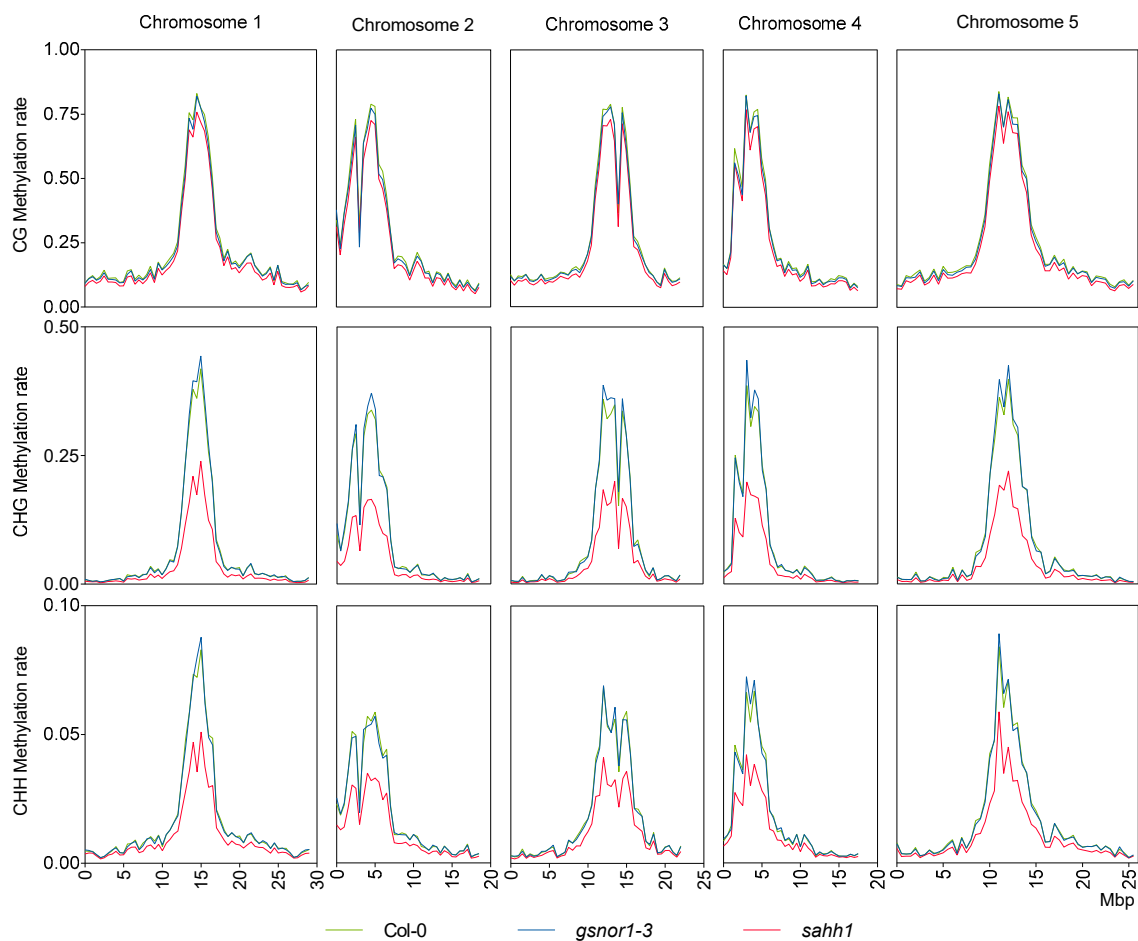 Chromosome 1 Chromosome 2 Chromosome 3 Chromosome 4 Chromosome 5
CG Methylation rate
1.00
0.75
0.50
0.25
0.00
CHG Methylation rate
0.50
0.25
0.00
CHH Methylation rate
0.10
0.05
0.00
0 5 10 15 20 25 30 0 5 10 15 20 0 5 10 15 20 25 0 5 10 15 20 0 5 10 15 20 25
Mbp
Col-0 gsnor1-3 sahh1